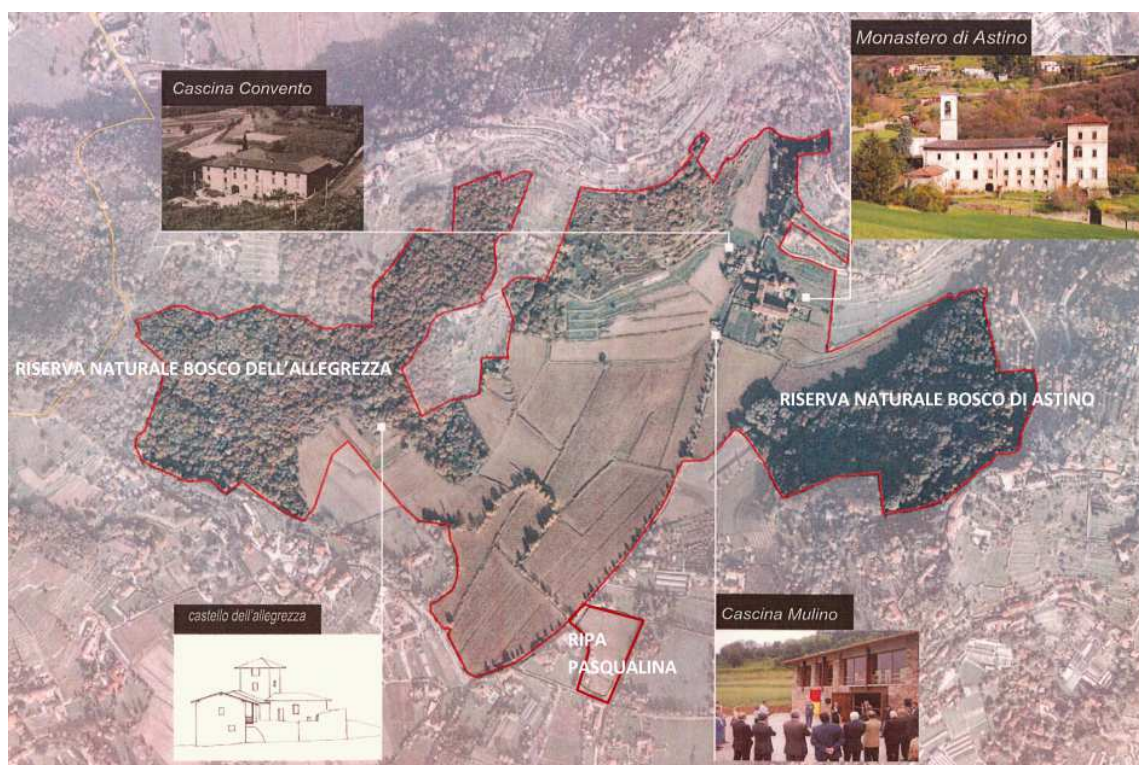 Monastero di Astino
Cascina Convento
RISERVA NATURALE BOSCO DELL'ALLEGREZZA
RISERVA NATURALE BOSCO DI ASTINO
castello dell'allegrezza
Cascina Mulino
RIPA
PASQUALINA